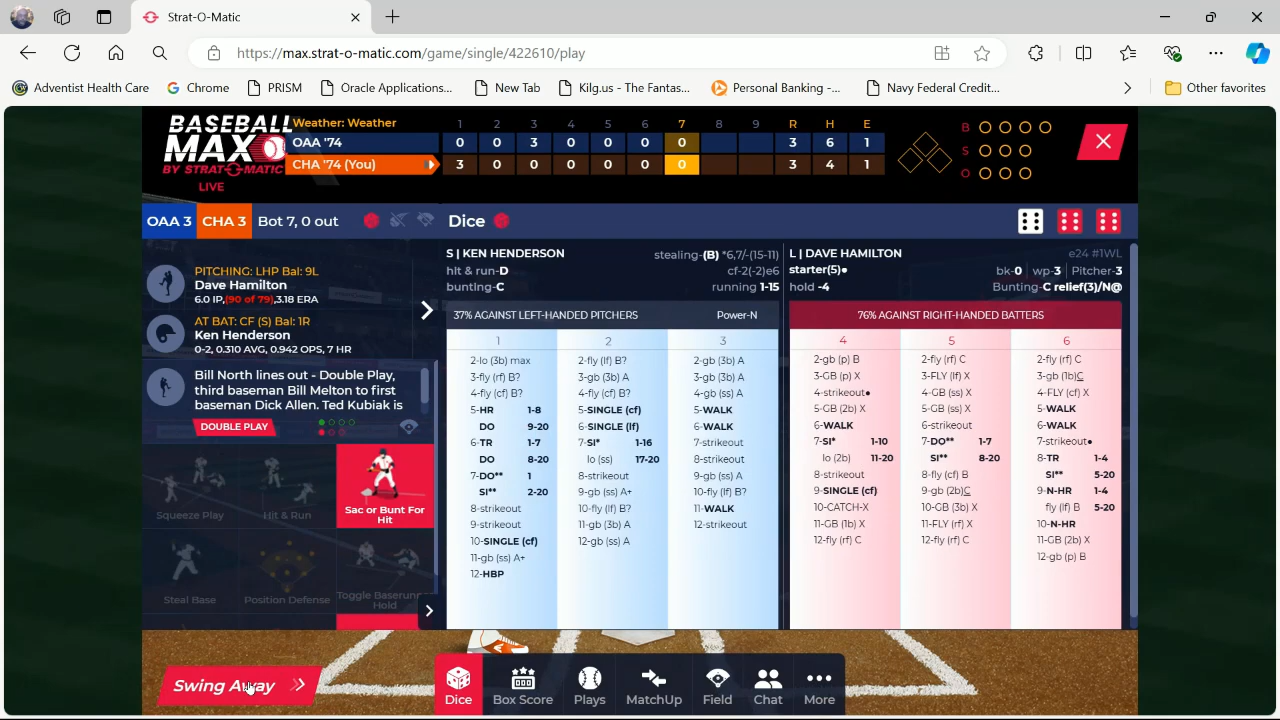 Strat-O-Matic
https://max.strat-o-matic.com/game/single/422610/play
Adventist Health Care
Chrome
PRISM
Oracle Applications...
New Tab
Kilg.us - The Fantas...
Personal Banking -...
Navy Federal Credit...
Other favorites
BASEBALL
MAX
BY STRAT-O-MATIC
LIVE
Weather: Weather 1 2 3 4 5 6 7 8 9 R H E
OAA '74 0 0 3 0 0 0 0 3 6 1
CHA '74 (You) 3 0 0 0 0 0 0 3 4 1
B
S
O
OAA 3 CHA 3 Bot 7, 0 out
Dice
PITCHING: LHP Bal: 9L
Dave Hamilton
6.0 IP,(90 of 79),3.18 ERA
AT BAT: CF (S) Bal: 1R
Ken Henderson
0-2, 0.310 AVG, 0.942 OPS, 7 HR
Bill North lines out - Double Play,
third baseman Bill Melton to first
baseman Dick Allen. Ted Kubiak is
DOUBLE PLAY
Squeeze Play
Hit & Run
Sac or Bunt For
Hit
Steal Base
Position Defense
Toggle Baserunn
Hold
Swing Away
S | KEN HENDERSON
stealing-(B) *6,7/-(15-11)
hit & run-D
cf-2(-2)e6
bunting-C
running 1-15
37% AGAINST LEFT-HANDED PITCHERS
Power-N
1
2-lo (3b) max
3-fly (rf) B?
4-fly (cf) B?
5-HR 1-8
DO 9-20
6-TR 1-7
DO 8-20
7-DO** 1
SI** 2-20
8-strikeout
9-strikeout
10-SINGLE (cf)
11-gb (ss) A+
12-HBP
2
2-fly (lf) B?
3-gb (3b) A
4-fly (cf) B?
5-SINGLE (cf)
6-SINGLE (lf)
7-SI* 1-16
lo (ss) 17-20
8-strikeout
9-gb (ss) A+
10-fly (lf) B?
11-gb (3b) A
12-gb (ss) A
3
2-gb (3b) A
3-gb (3b) A
4-gb (ss) A
5-WALK
6-WALK
7-strikeout
8-strikeout
9-gb (ss) A
10-fly (lf) B?
11-WALK
12-strikeout
L | DAVE HAMILTON
e24 #1WL
starter(5)●
bk-0 | wp-3 | Pitcher-3
hold -4
Bunting-C relief(3)/N@
76% AGAINST RIGHT-HANDED BATTERS
4
2-gb (p) B
3-GB (p) X
4-strikeout●
5-GB (2b) X
6-WALK
7-SI* 1-10
lo (2b) 11-20
8-strikeout
9-SINGLE (cf)
10-CATCH-X
11-GB (1b) X
12-fly (rf) C
5
2-fly (rf) C
3-FLY (lf) X
4-GB (ss) X
5-GB (ss) X
6-strikeout
7-DO** 1-7
SI** 8-20
8-fly (cf) B
9-gb (2b)C
10-GB (3b) X
11-FLY (rf) X
12-fly (rf) C
6
2-fly (rf) C
3-gb (1b)C
4-FLY (cf) X
5-WALK
6-WALK
7-strikeout●
8-TR 1-4
SI** 5-20
9-N-HR 1-4
fly (lf) B 5-20
10-N-HR
11-GB (2b) X
12-gb (p) B
Dice
Box Score
Plays
MatchUp
Field
Chat
More